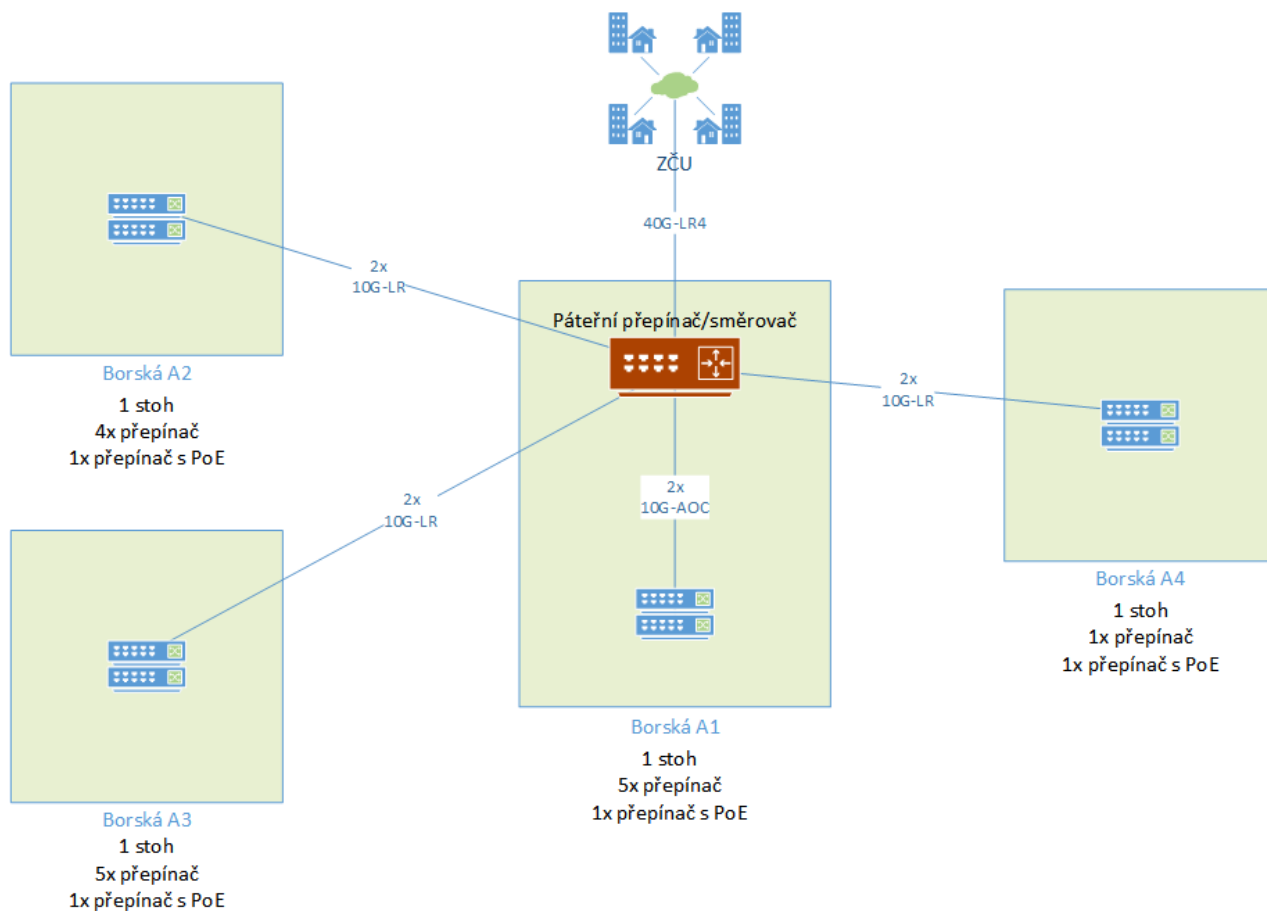 ZČU
40G-LR4
2x
10G-LR
Páteřní přepínač/směrovač
Borská A2
1 stoh
4x přepínač
1x přepínač s PoE
2x
10G-LR
2x
10G-AOC
2x
10G-LR
Borská A4
1 stoh
1x přepínač
1x přepínač s PoE
Borská A1
1 stoh
5x přepínač
1x přepínač s PoE
Borská A3
1 stoh
5x přepínač
1x přepínač s PoE